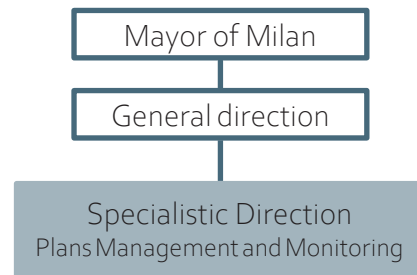 Mayor of Milan
General direction
Specialistic Direction
Plans Management and Monitoring